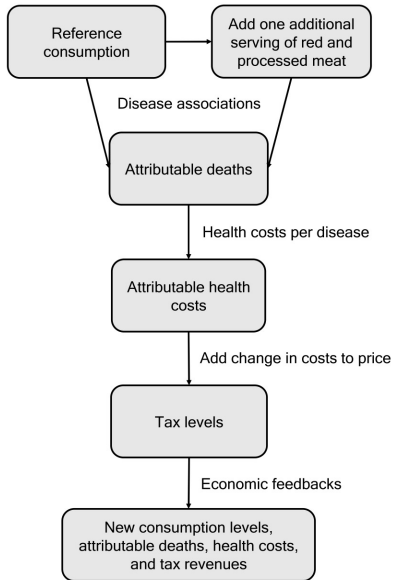 Reference
consumption
Add one additional
serving of red and
processed meat
Disease associations
Attributable deaths
Health costs per disease
Attributable health
costs
Add change in costs to price
Tax levels
Economic feedbacks
New consumption levels,
attributable deaths, health costs,
and tax revenues